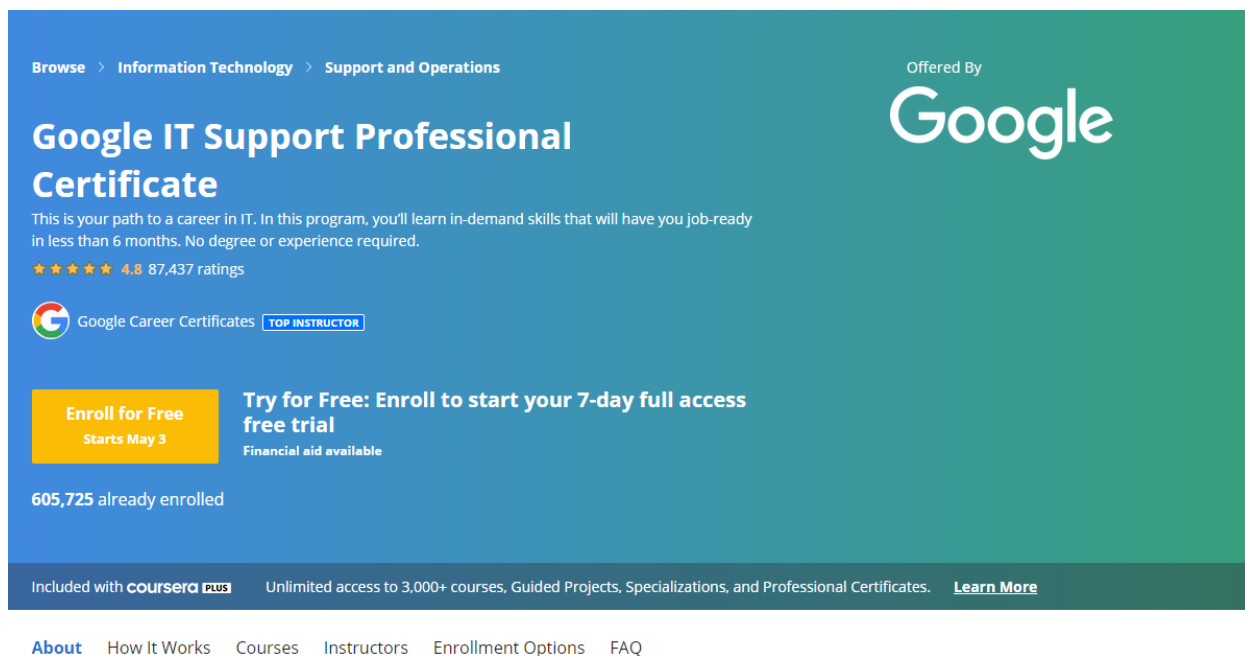 Browse > Information Technology > Support and Operations
Offered By
Google
Google IT Support Professional
Certificate
This is your path to a career in IT. In this program, you'll learn in-demand skills that will have you job-ready
in less than 6 months. No degree or experience required.
4.8 87,437 ratings
G Google Career Certificates TOP INSTRUCTOR
Enroll for Free
Starts May 3
Try for Free: Enroll to start your 7-day full access
free trial
Financial aid available
605,725 already enrolled
Included with coursera PLUS Unlimited access to 3,000+ courses, Guided Projects, Specializations, and Professional Certificates. Learn More
About How It Works Courses Instructors Enrollment Options FAQ